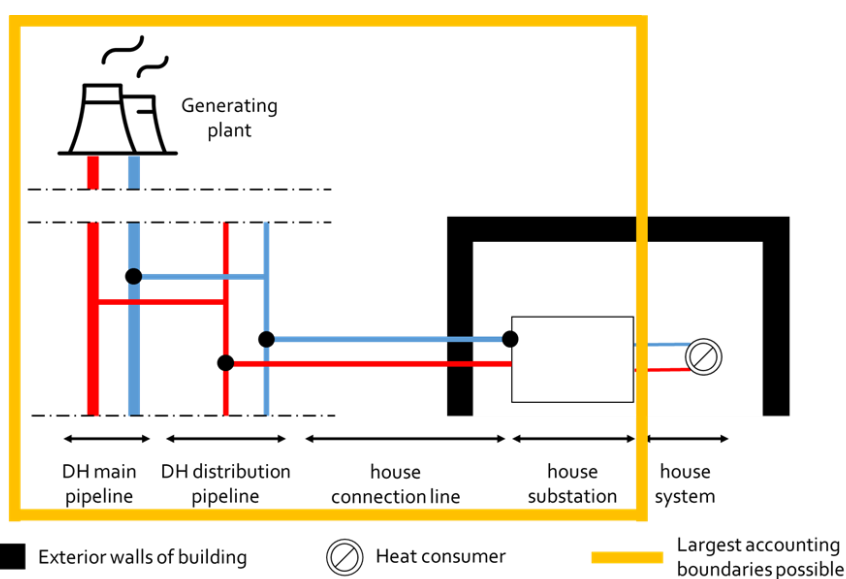 Generating
plant
DH main
pipeline
DH distribution
pipeline
house
connection line
house
substation
house
system
Exterior walls of building
Heat consumer
Largest accounting
boundaries possible